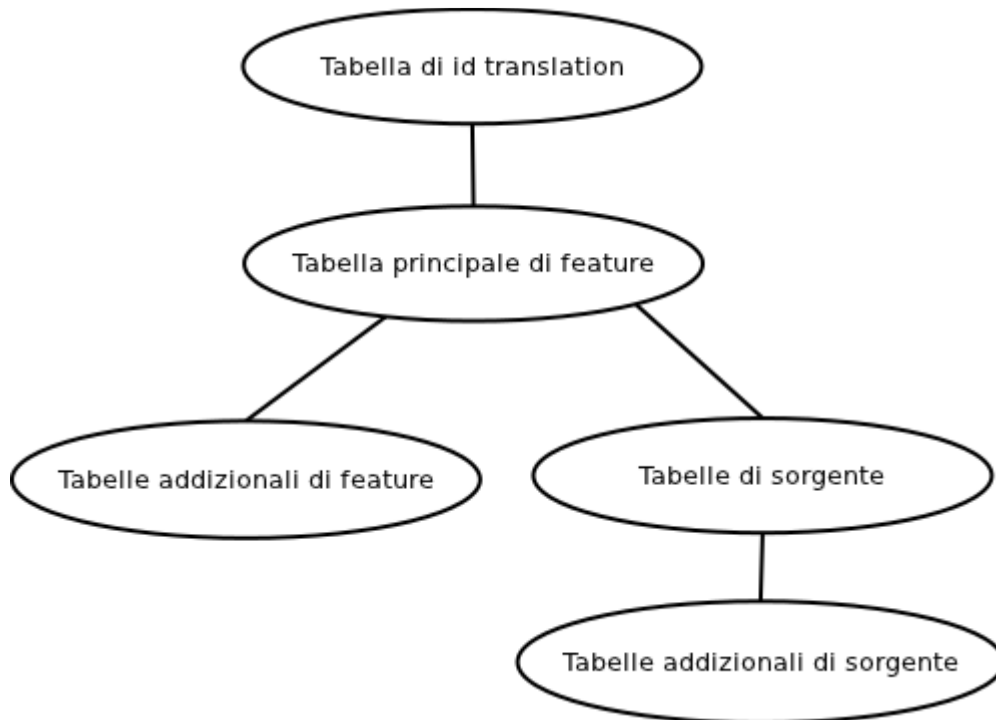 Tabella di id translation
Tabella principale di feature
Tabelle addizionali di feature
Tabelle di sorgente
Tabelle addizionali di sorgente